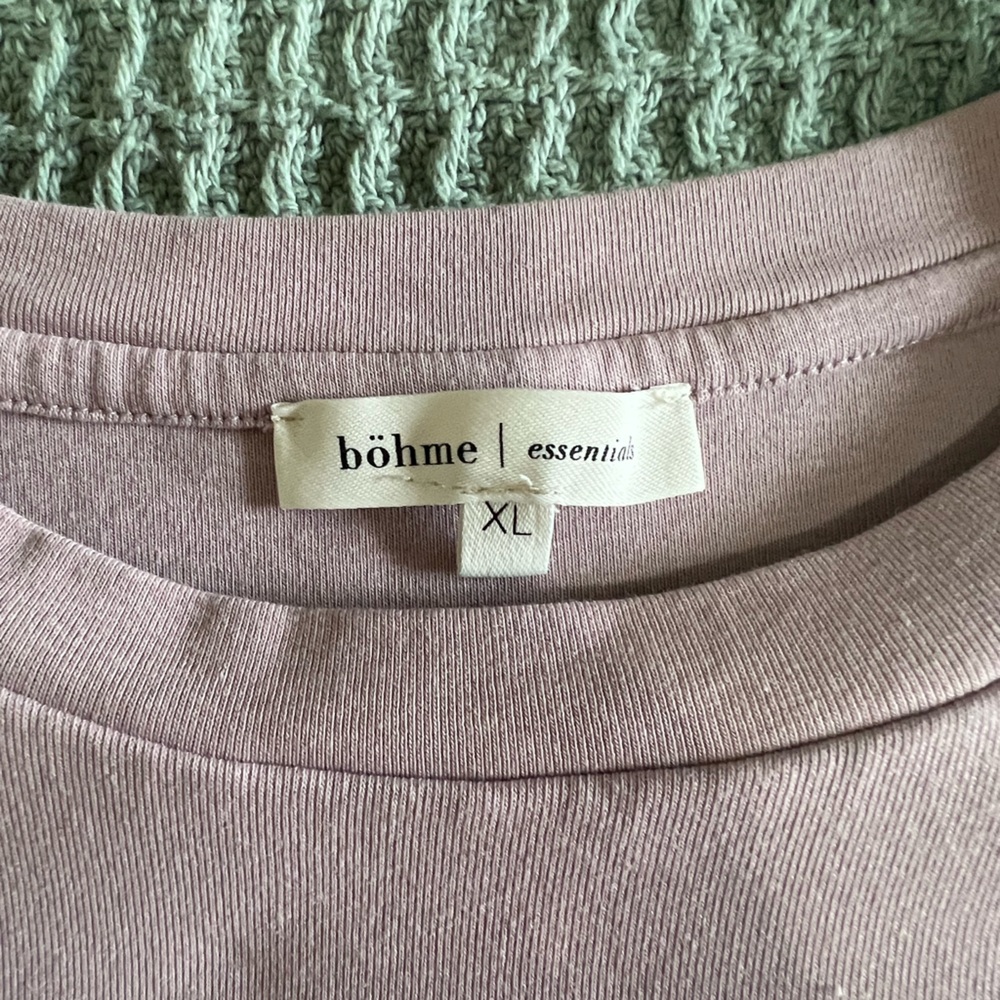 böhme | essentials
XL